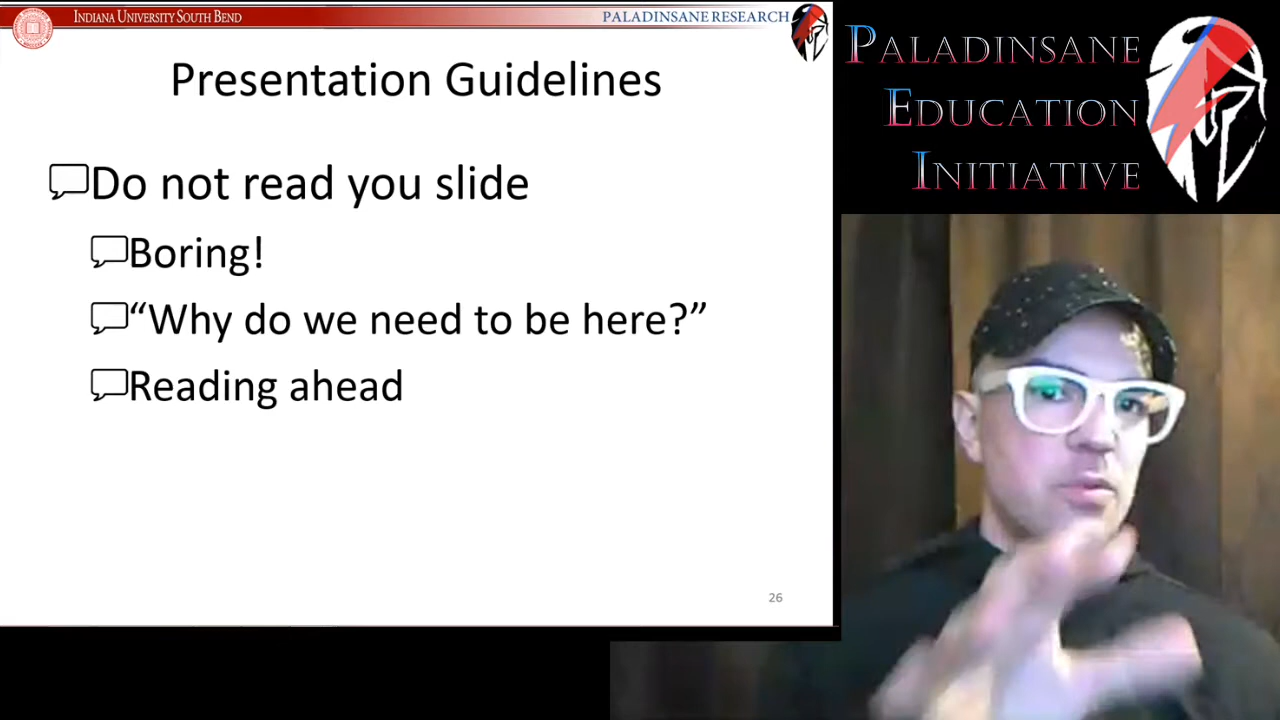 INDIANA UNIVERSITY SOUTH BEND
PALADINSANE RESEARCH
Presentation Guidelines
Do not read you slide
Boring!
“Why do we need to be here?”
Reading ahead
26
PALADINSANE
EDUCATION
INITIATIVE